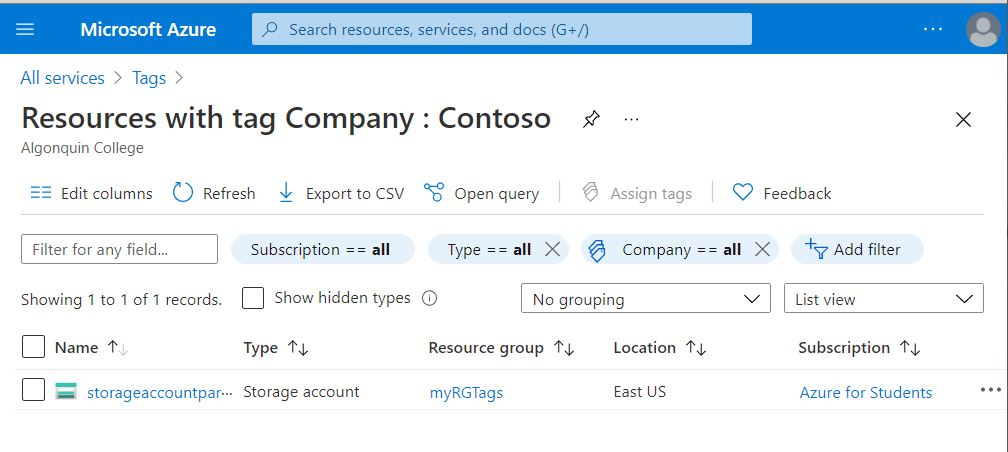 Microsoft Azure Search resources, services, and docs (G+/) ...
All services > Tags >
Resources with tag Company : Contoso ...
Algonquin College
Edit columns Refresh Export to CSV Open query Assign tags Feedback
Filter for any field... Subscription == all Type == all Company == all Add filter
Showing 1 to 1 of 1 records. Show hidden types No grouping List view
Name Type Resource group Location Subscription
storageaccountpar... Storage account myRGTags East US Azure for Students ...